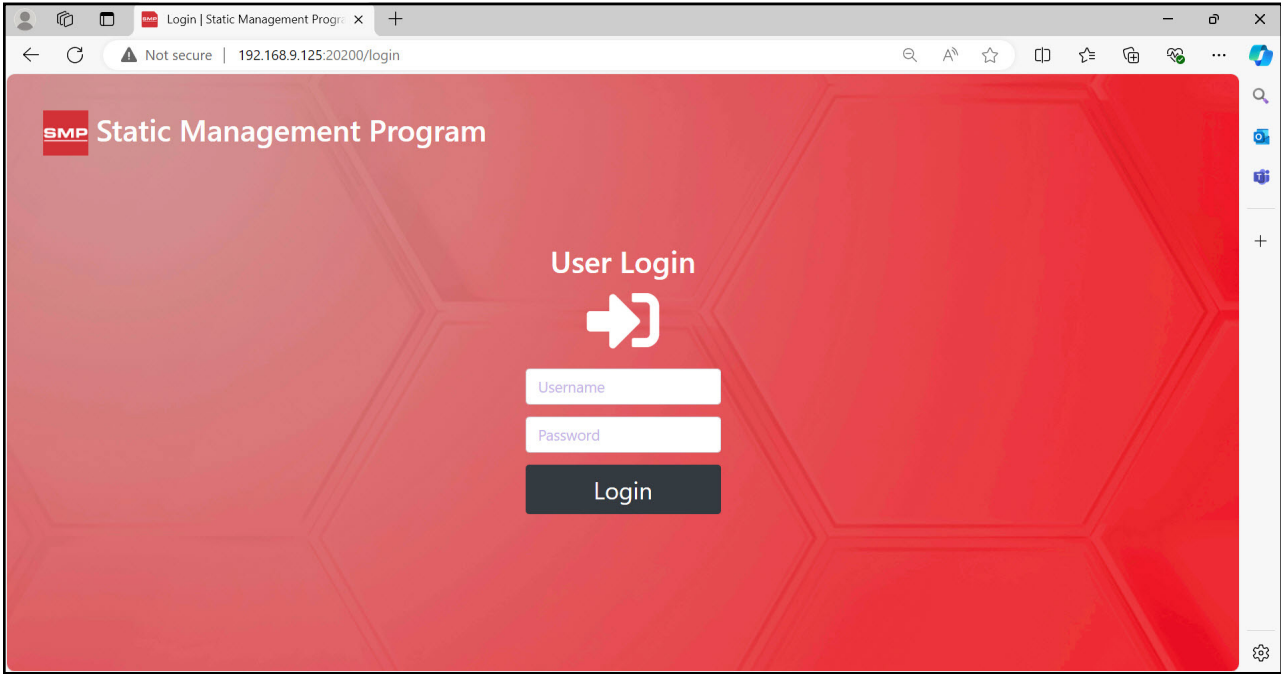 SMP Login | Static Management Progra
Not secure | 192.168.9.125:20200/login
SMP Static Management Program
User Login
Username
Password
Login